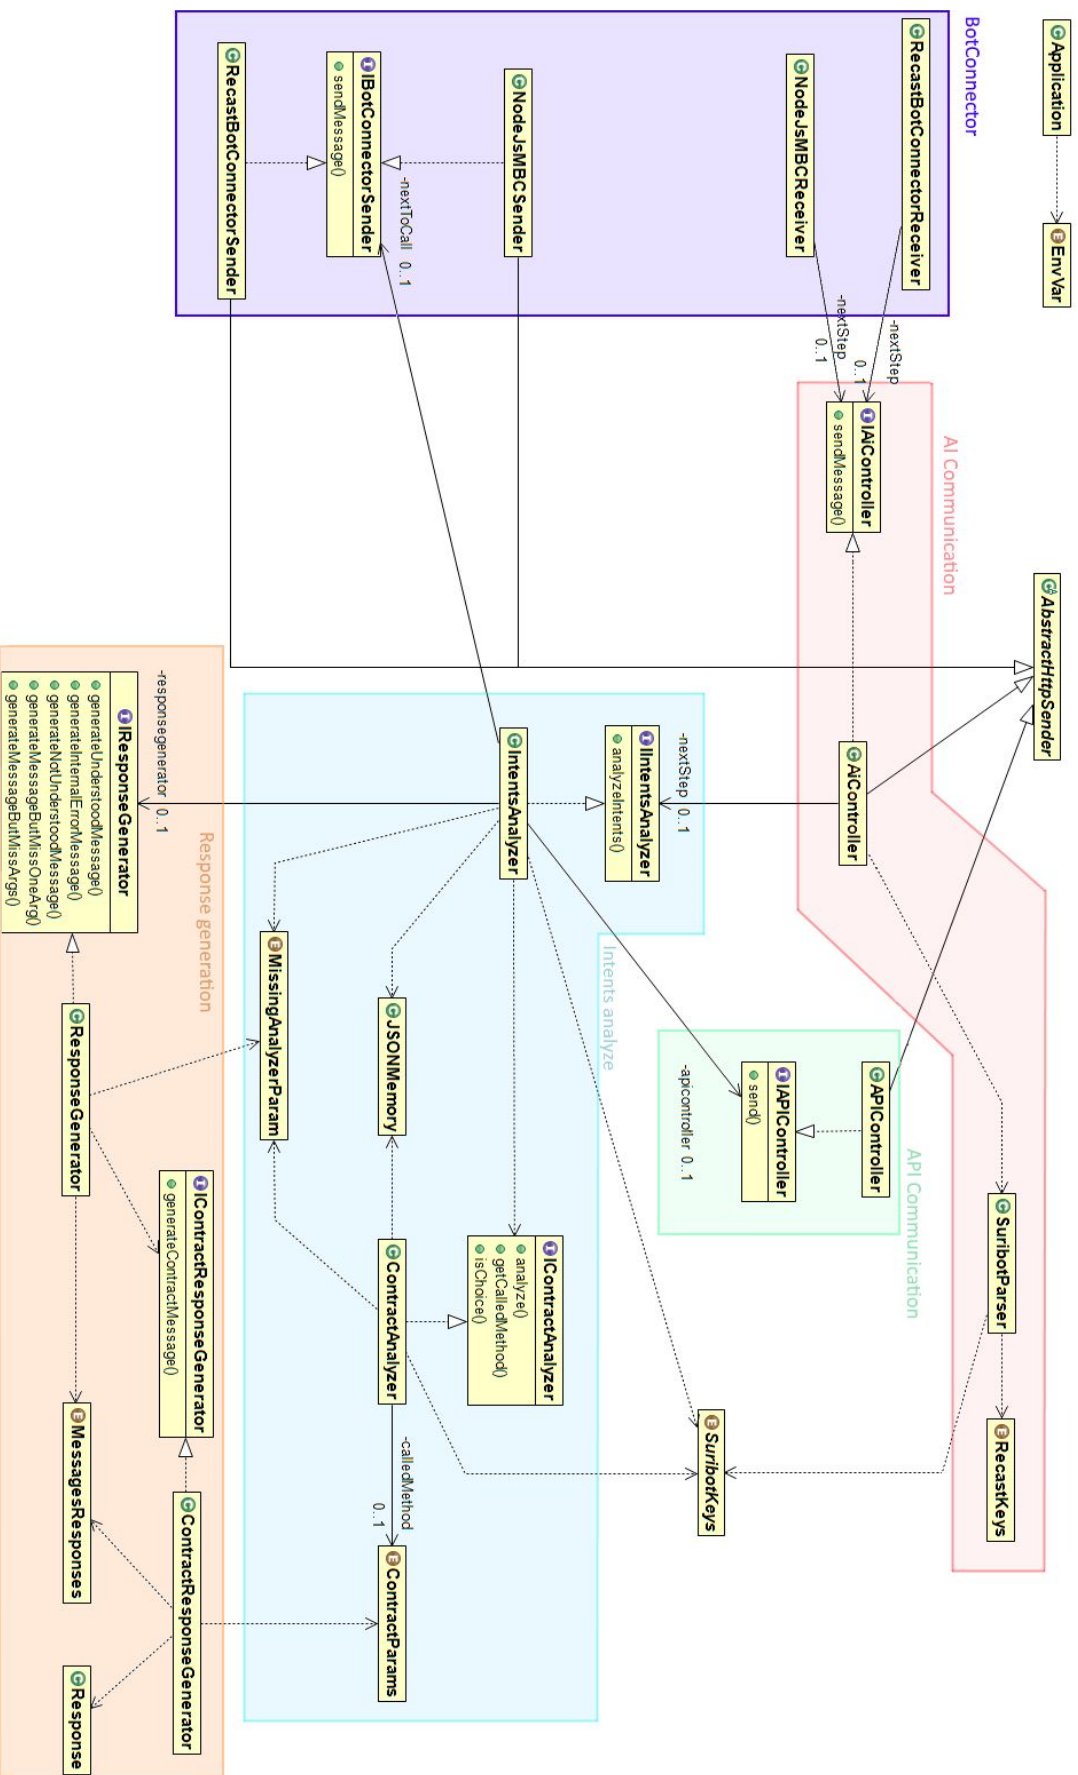 Application
EnvVar
AbstractHttpSender
BotConnector
RecastBotConnectorReceiver
NodeJsMBCReceiver
NodeJsMBCSender
IBotConnectorSender
sendMessage()
RecastBotConnectorSender
-nextToCall 0..1
-nextStep
0..1
-nextStep
0..1
AI Communication
IAiController
sendMessage()
AiController
SuribotParser
RecastKeys
API Communication
APIController
IAPIController
send()
-apicontroller 0..1
SuribotKeys
-nextStep 0..1
Intents analyze
IIntentsAnalyzer
analyzeIntents()
IntentsAnalyzer
IContractAnalyzer
analyze()
getCalledMethod()
isChoice()
JSONMemory
ContractAnalyzer
-calledMethod
0..1
ContractParams
MissingAnalyzerParam
Response generation
-responsegenerator 0..1
IResponseGenerator
generateUnderstoodMessage()
generateInternalErrorMessage()
generateNotUnderstoodMessage()
generateMessageButMissOneArg()
generateMessageButMissArgs()
ResponseGenerator
IContractResponseGenerator
generateContractMessage()
ContractResponseGenerator
MessagesResponses
Response